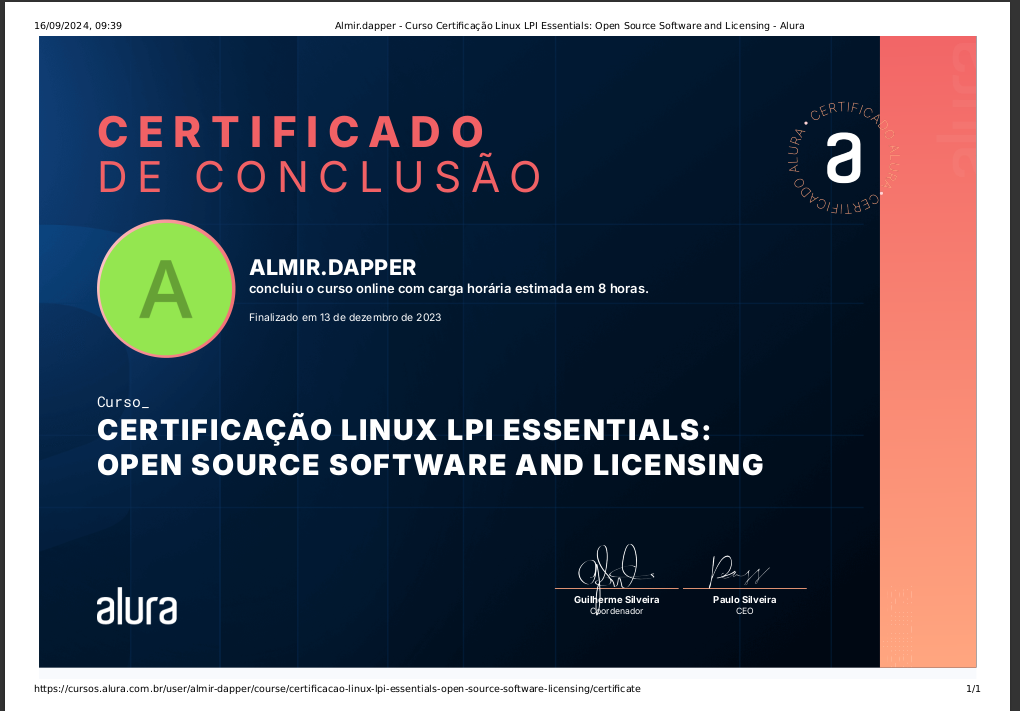 16/09/2024, 09:39
Almir.dapper - Curso Certificação Linux LPI Essentials: Open Source Software and Licensing - Alura
CERTIFICADO
DE CONCLUSÃO
CERTIFICADO ALURA • CERTIFICADO ALURA •
a
alura
A
ALMIR.DAPPER
concluiu o curso online com carga horária estimada em 8 horas.
Finalizado em 13 de dezembro de 2023
Curso_
CERTIFICAÇÃO LINUX LPI ESSENTIALS:
OPEN SOURCE SOFTWARE AND LICENSING
alura
Guilherme Silveira
Coordenador
Paulo Silveira
CEO
https://cursos.alura.com.br/user/almir-dapper/course/certificacao-linux-lpi-essentials-open-source-software-licensing/certificate
1/1